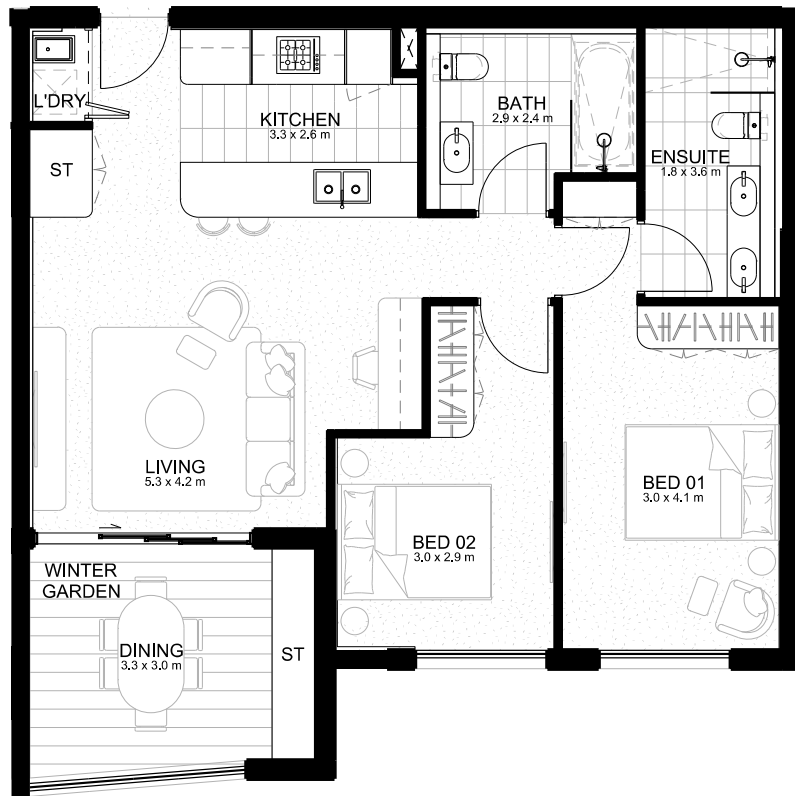 L'DRY
KITCHEN
3.3 x 2.6 m
BATH
2.9 x 2.4 m
ENSUITE
1.8 x 3.6 m
ST
LIVING
5.3 x 4.2 m
BED 01
3.0 x 4.1 m
BED 02
3.0 x 2.9 m
WINTER
GARDEN
DINING
3.3 x 3.0 m
ST